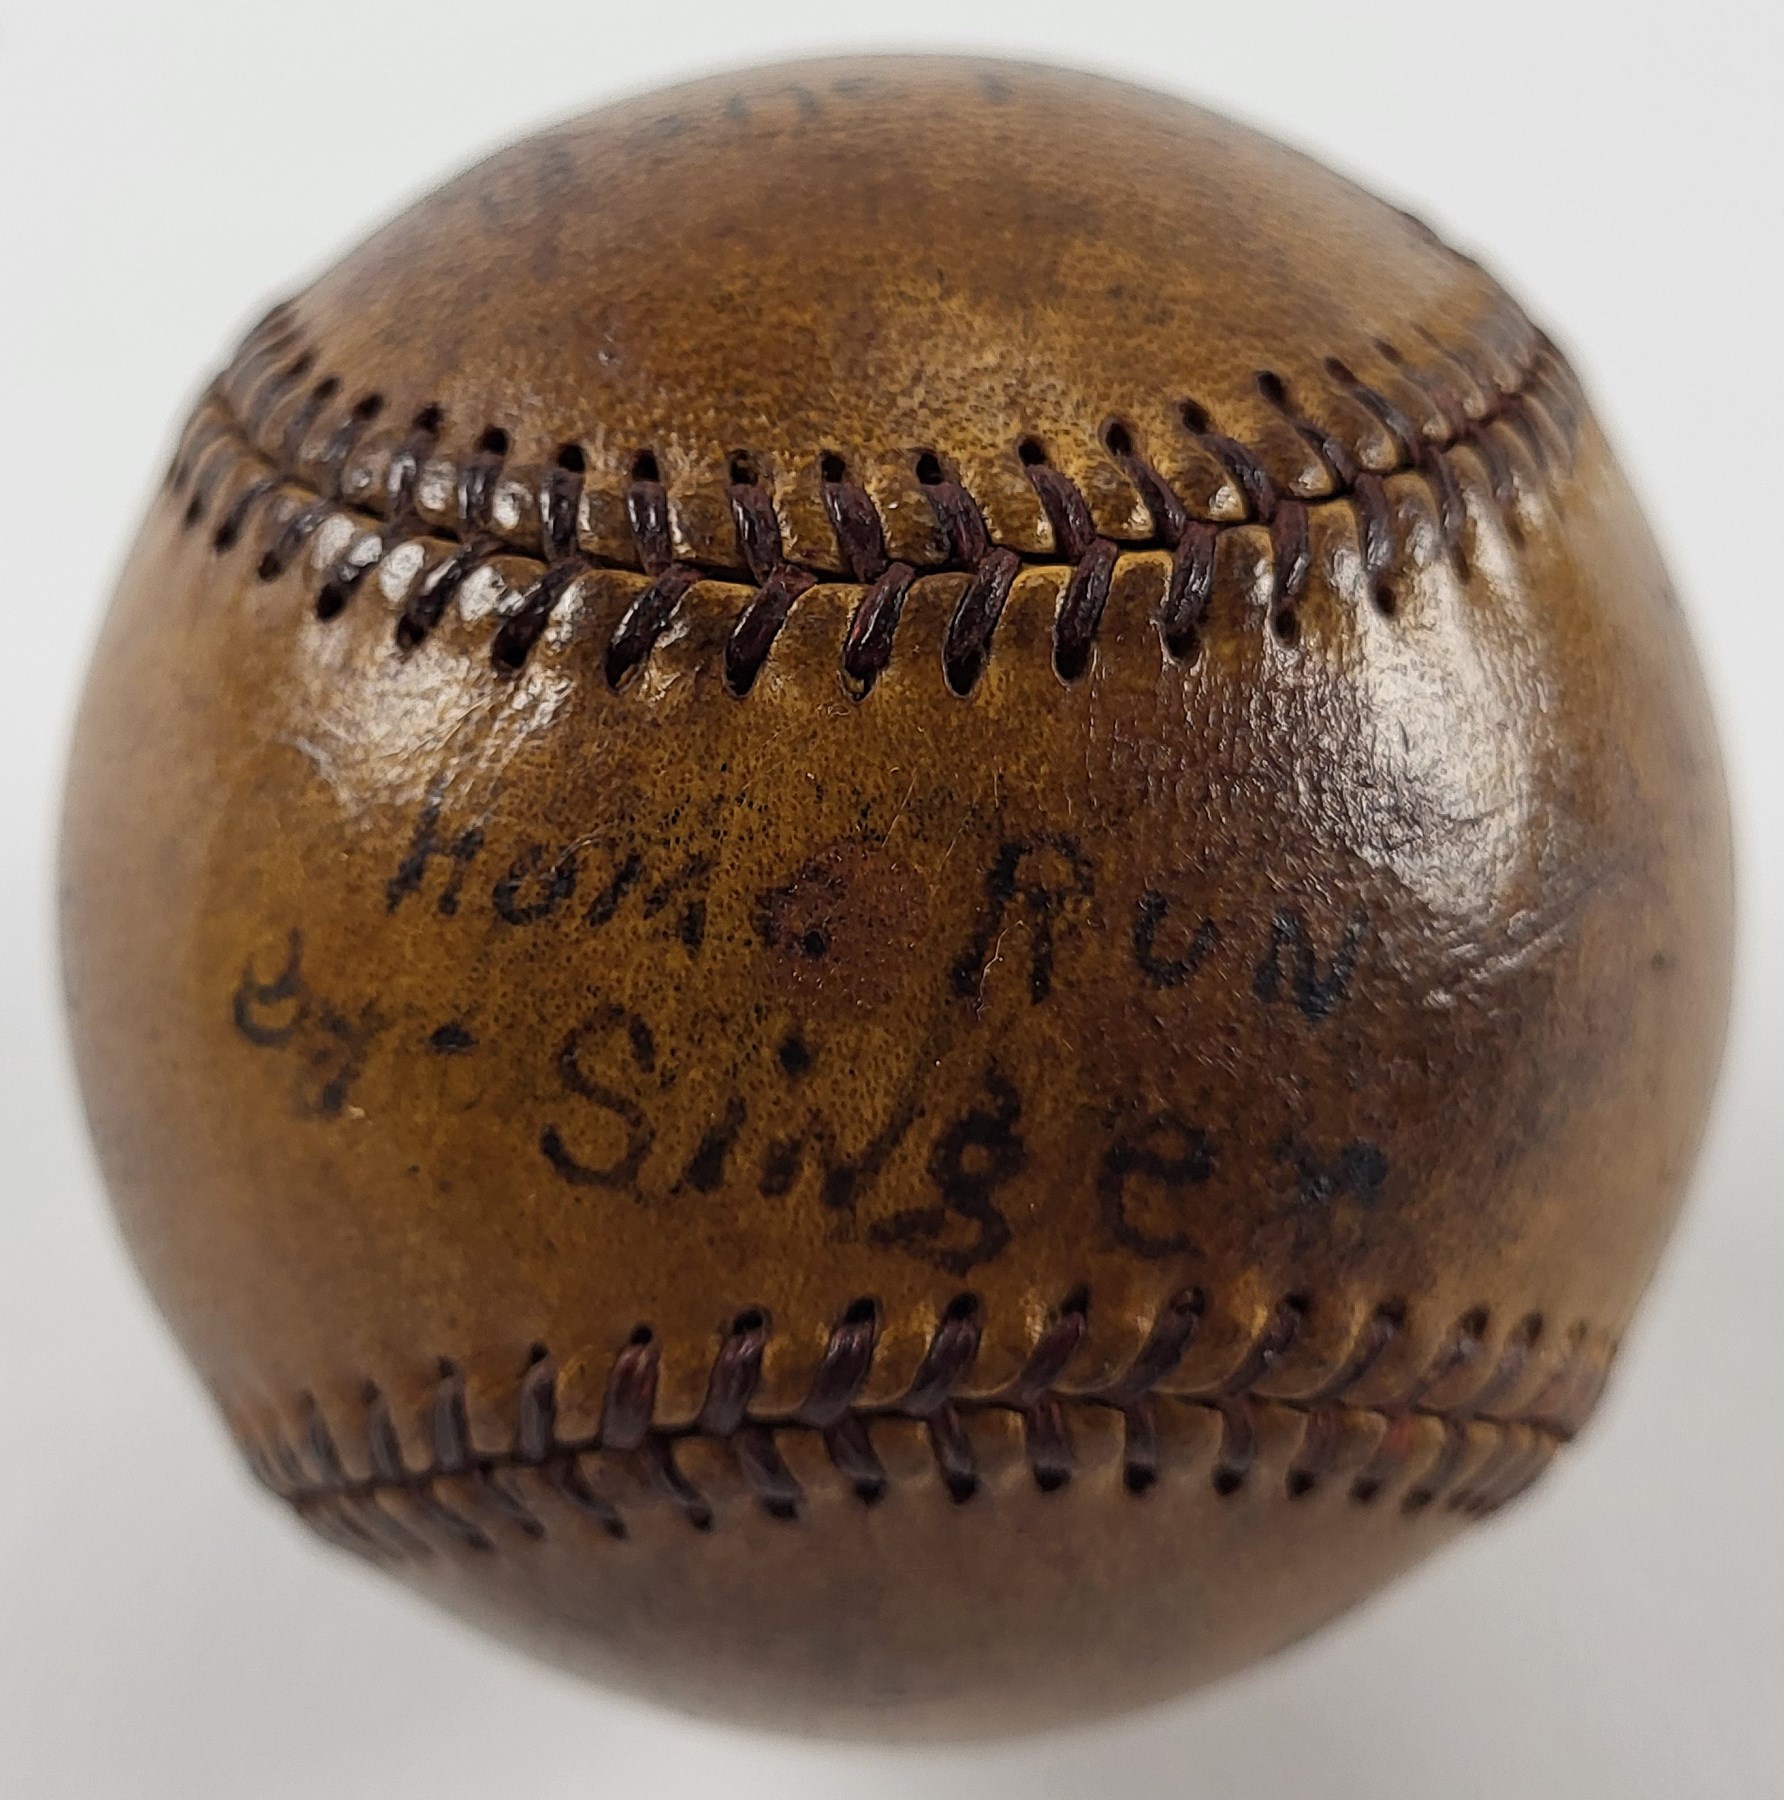 Home RUN
by - Singer